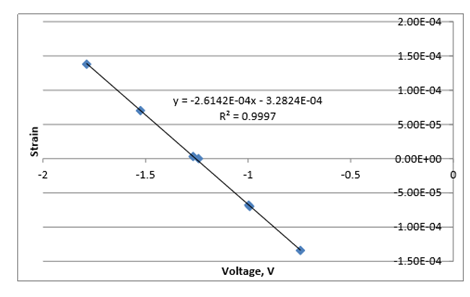 2.00E-04
1.50E-04
1.00E-04
y = -2.6142E-04x - 3.2824E-04
R² = 0.9997
5.00E-05
Strain
0.00E+00
-2 -1.5 -1 -0.5 0
-5.00E-05
-1.00E-04
-1.50E-04
Voltage, V